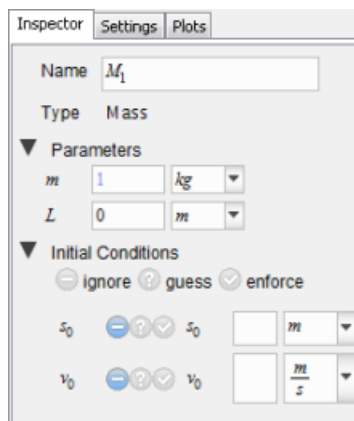 Inspector Settings Plots
Name M₁
Type Mass
Parameters
m 1 kg
L 0 m
Initial Conditions
ignore ? guess enforce
s₀ ? s₀ m
v₀ ? v₀ m/s